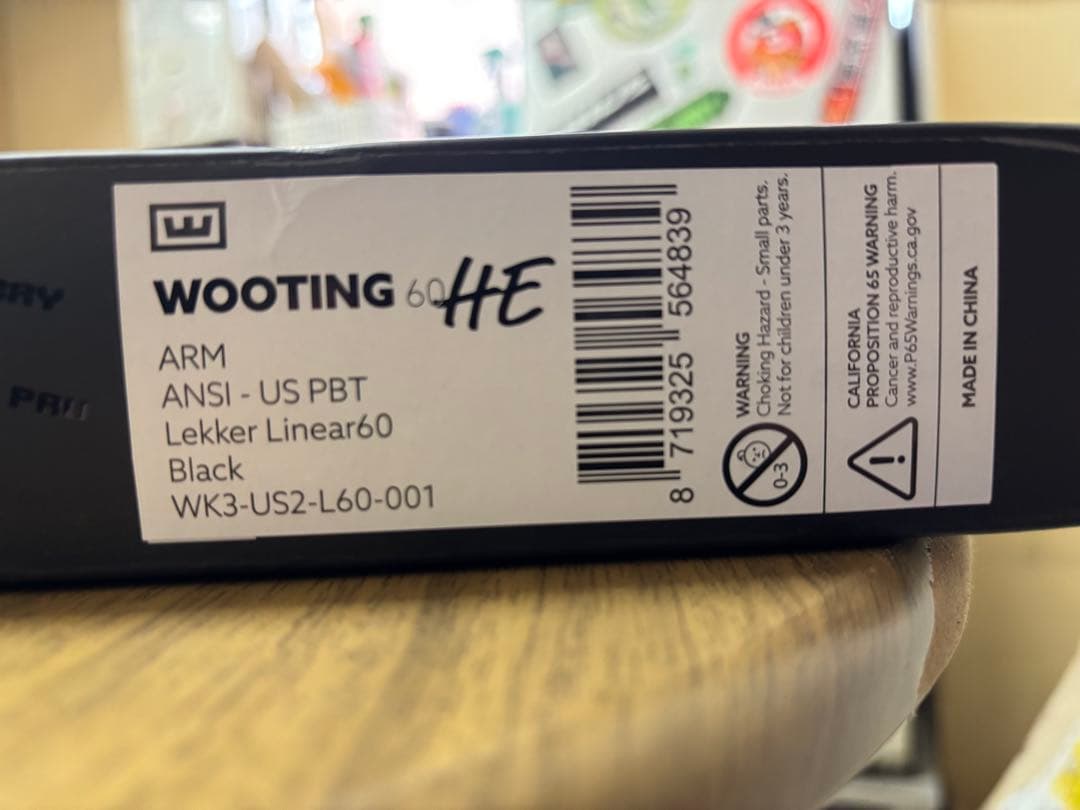 WOOTING 60HE
ARM
ANSI - US PBT
Lekker Linear60
Black
WK3-US2-L60-001
8 719325 564839
WARNING
Choking Hazard - Small parts.
Not for children under 3 years.
0-3
CALIFORNIA
PROPOSITION 65 WARNING
Cancer and reproductive harm.
www.P65Warnings.ca.gov
MADE IN CHINA